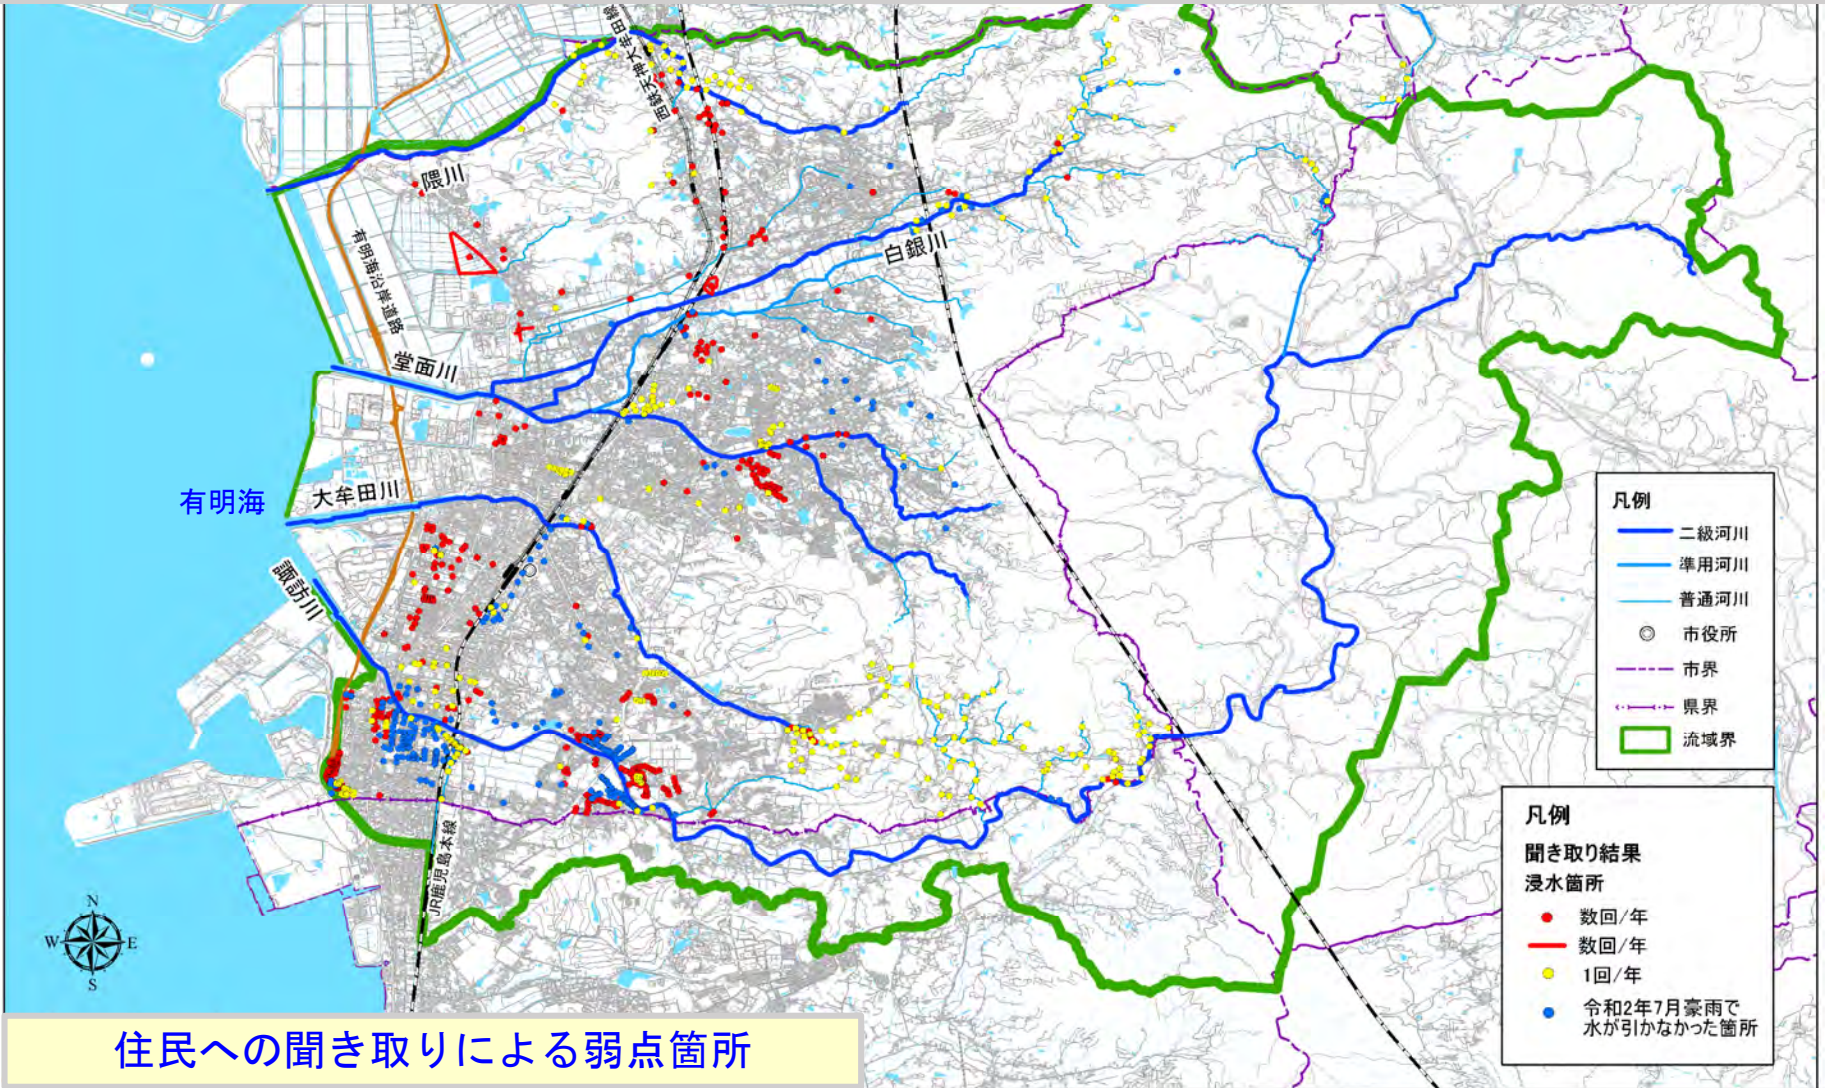 西鉄天神大牟田線
隈川
有明海沿岸道路
白銀川
堂面川
有明海
大牟田川
諏訪川
JR鹿児島本線
凡例
二級河川
準用河川
普通河川
市役所
市界
県界
流域界
凡例
聞き取り結果
浸水箇所
数回/年
数回/年
1回/年
令和2年7月豪雨で
水が引かなかった箇所
N
W
E
S
住民への聞き取りによる弱点箇所